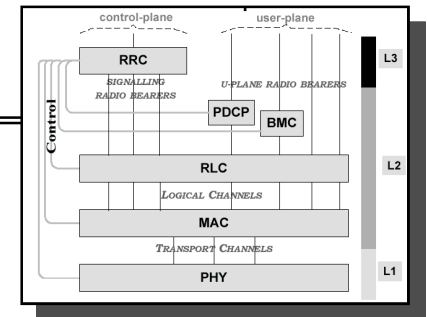 control-plane user-plane
RRC L3
SIGNALLING
RADIO BEARERS
U-PLANE RADIO BEARERS
PDCP
BMC
Control
RLC L2
LOGICAL CHANNELS
MAC
TRANSPORT CHANNELS
PHY L1